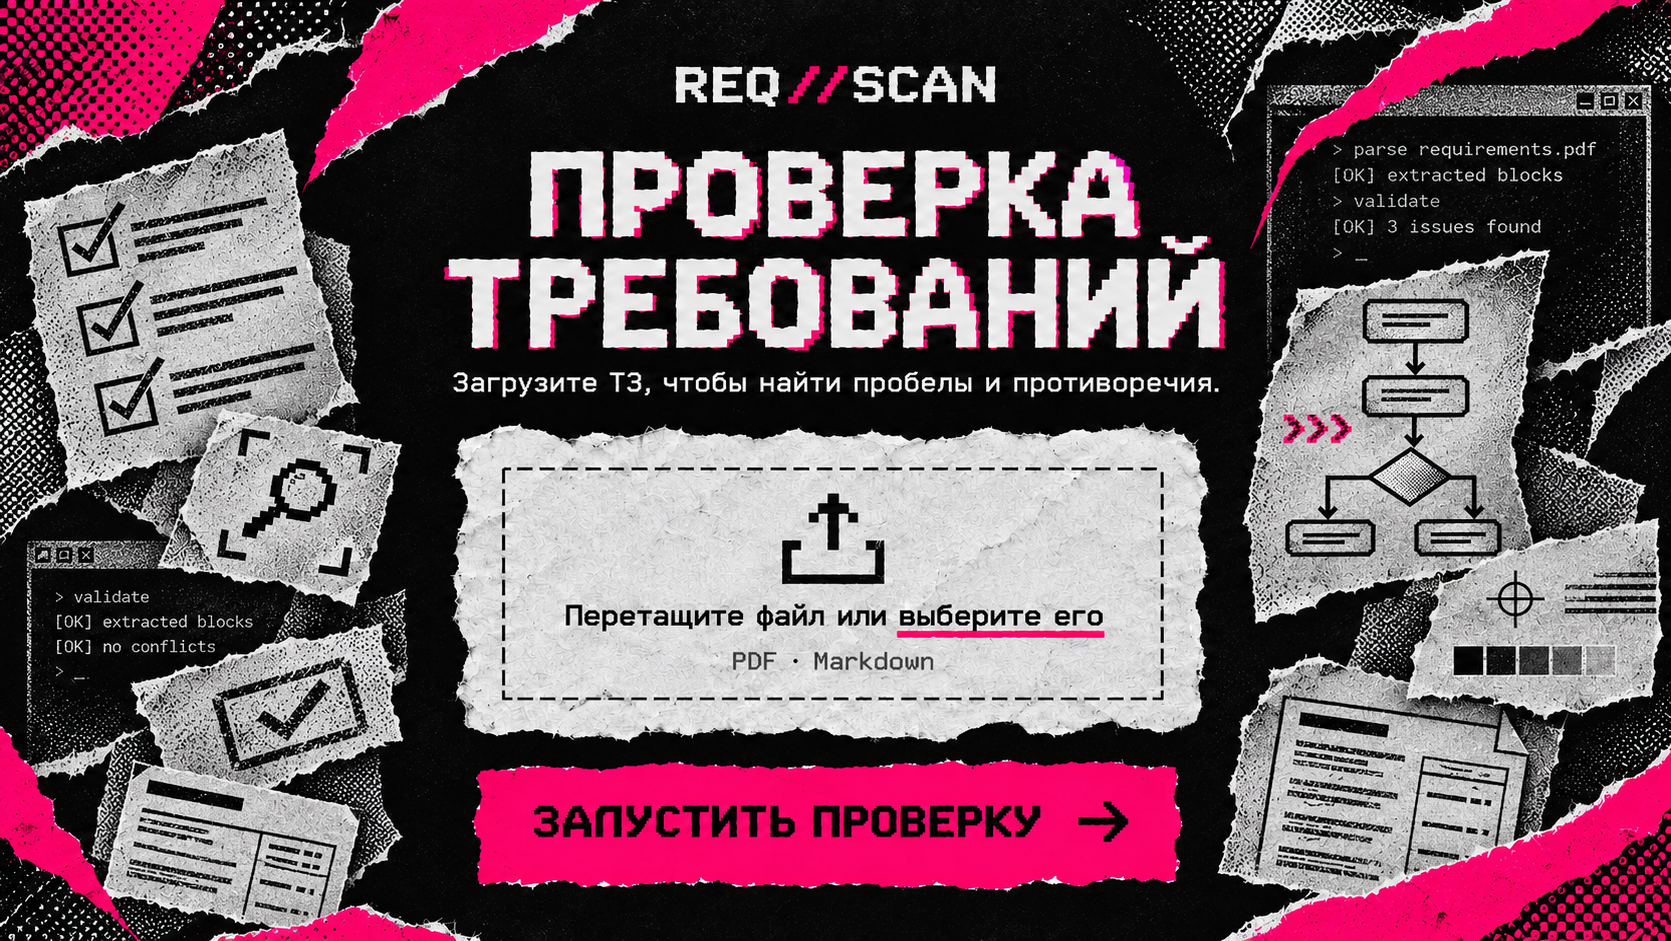 REQ//SCAN
ПРОВЕРКА
ТРЕБОВАНИЙ
Загрузите ТЗ, чтобы найти пробелы и противоречия.
Перетащите файл или выберите его
PDF · Markdown
ЗАПУСТИТЬ ПРОВЕРКУ →
> validate
[OK] extracted blocks
[OK] no conflicts
> _
> parse requirements.pdf
[OK] extracted blocks
> validate
[OK] 3 issues found
> _